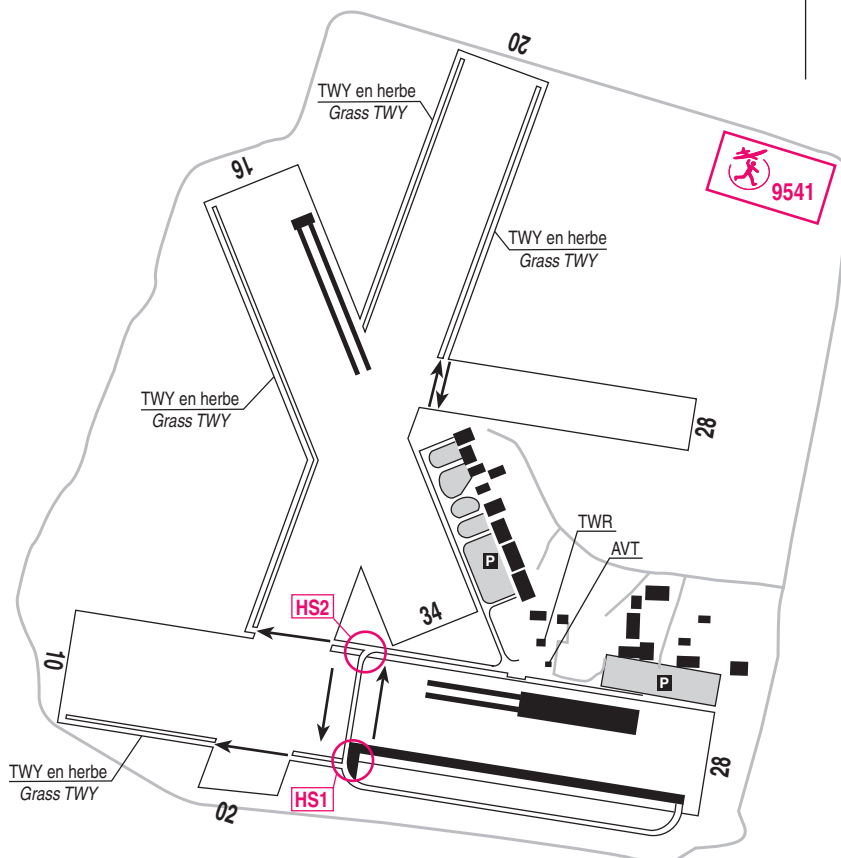 20
TWY en herbe
Grass TWY
16
9541
TWY en herbe
Grass TWY
TWY en herbe
Grass TWY
28
TWR
AVT
P
HS2
34
10
P
TWY en herbe
Grass TWY
HS1
02
28